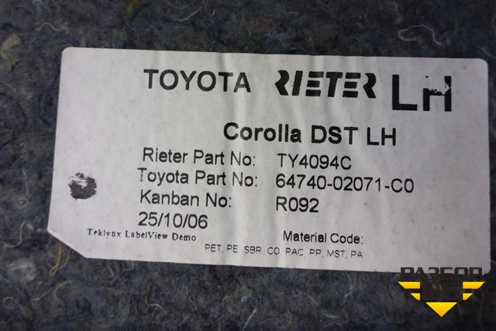 TOYOTA RIETER LH
Corolla DST LH
Rieter Part No: TY4094C
Toyota Part No: 64740-02071-C0
Kanban No: R092
25/10/06
Teklynx LabelView Demo
Material Code:
PET, PE, SBR, CO, PAC, PP, MST, PA